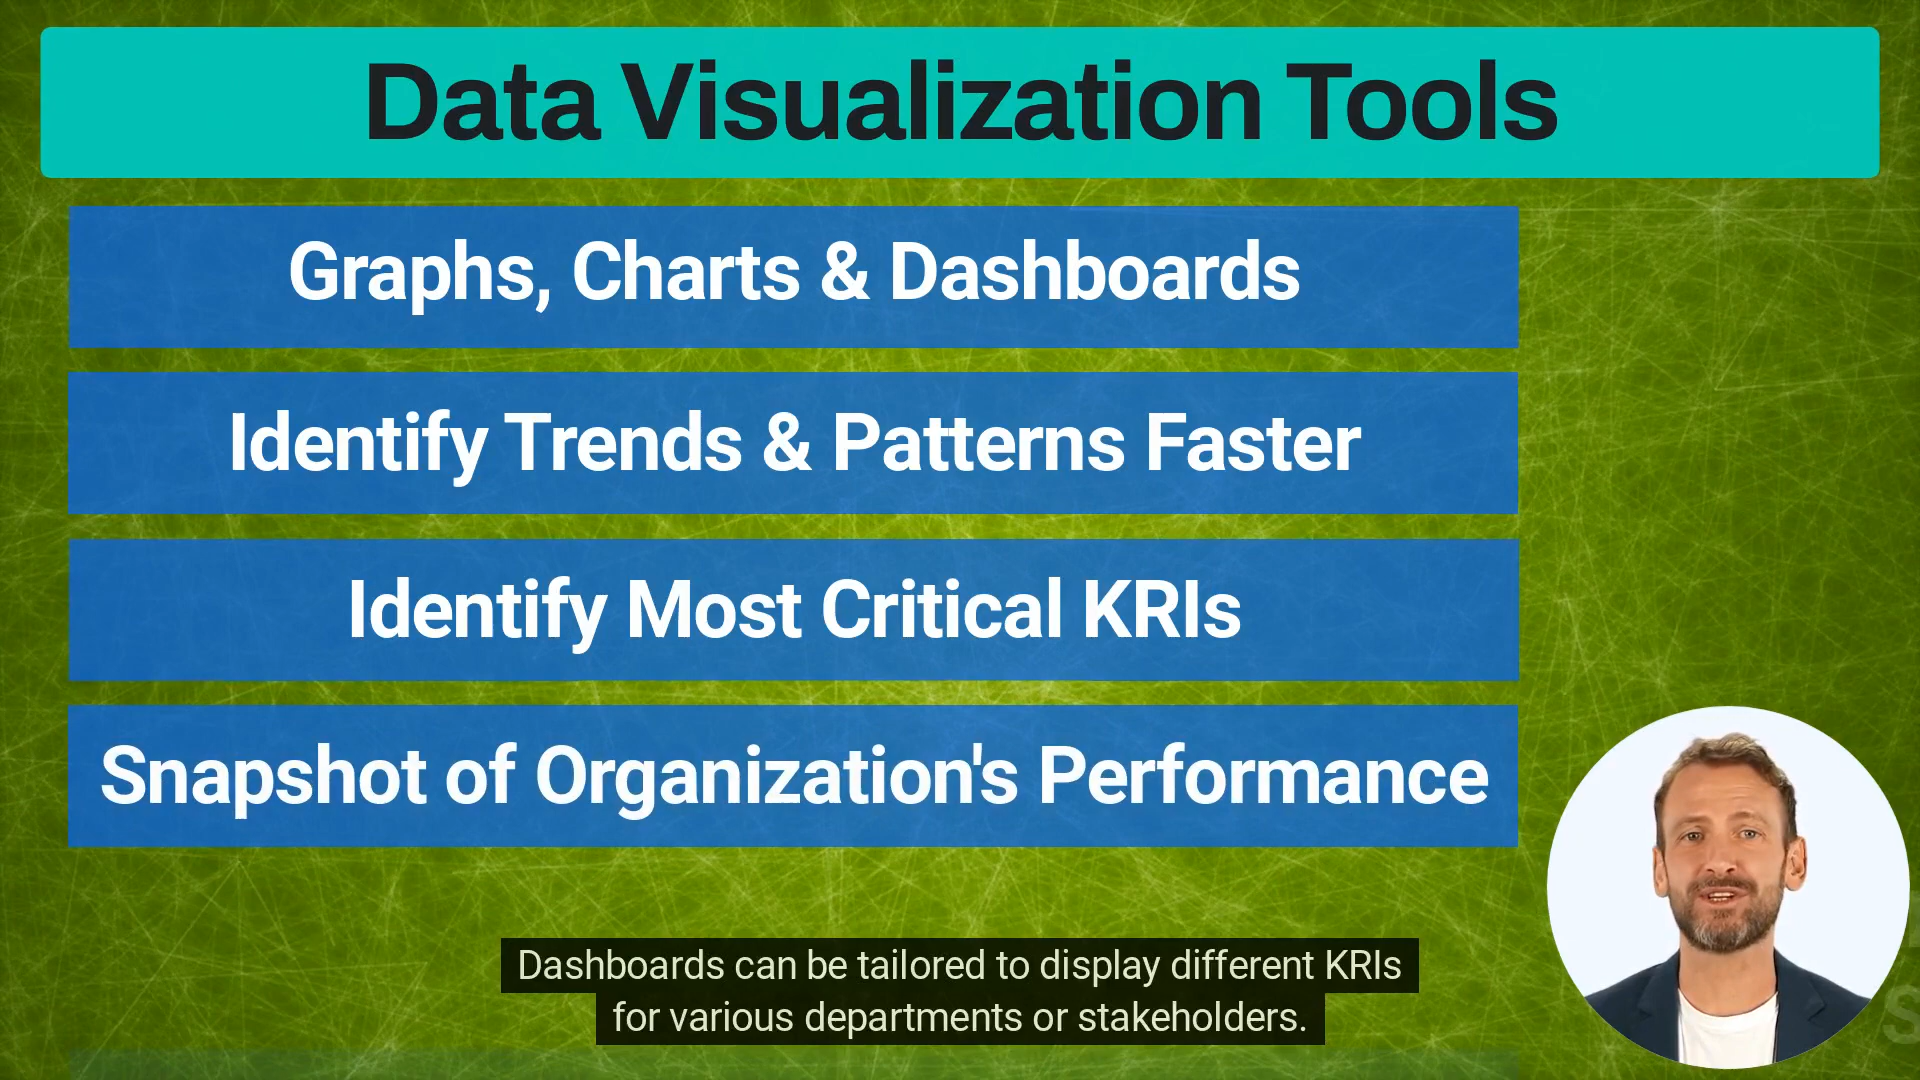 Data Visualization Tools
Graphs, Charts & Dashboards
Identify Trends & Patterns Faster
Identify Most Critical KRIs
Snapshot of Organization's Performance
Dashboards can be tailored to display different KRIs
for various departments or stakeholders.